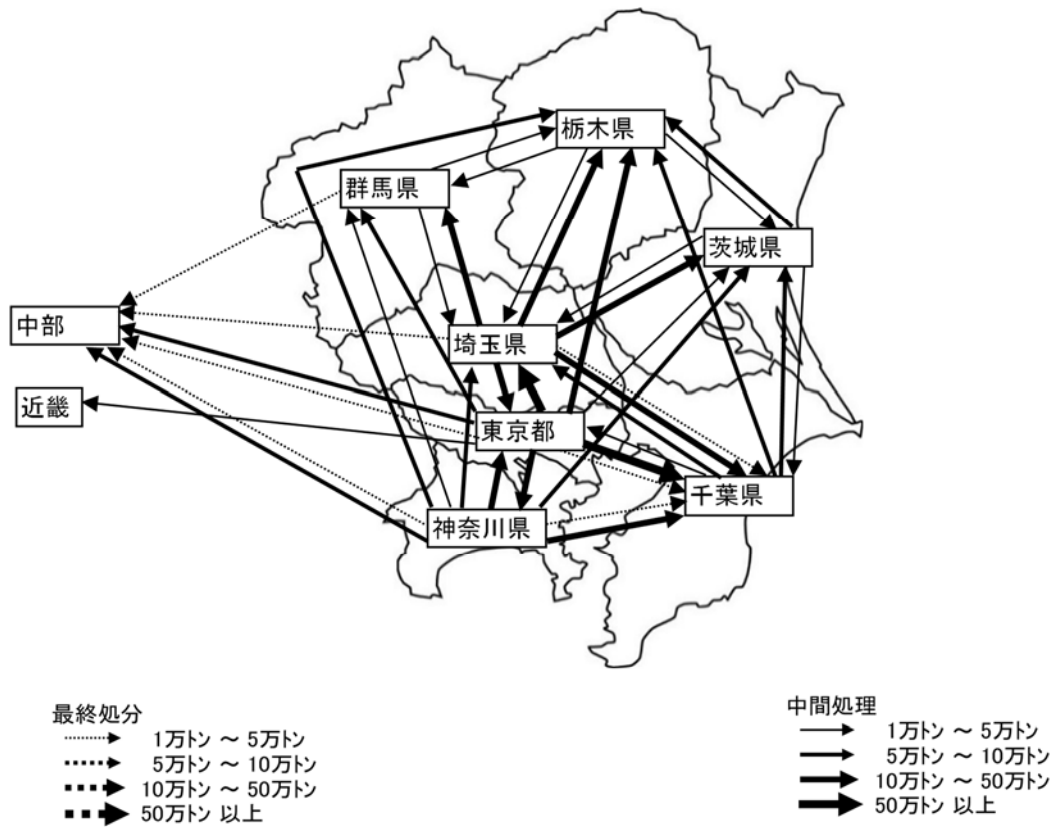 栃木県
群馬県
茨城県
中部
埼玉県
近畿
東京都
千葉県
神奈川県
最終処分
1万トン ～ 5万トン
5万トン ～ 10万トン
10万トン ～ 50万トン
50万トン 以上
中間処理
1万トン ～ 5万トン
5万トン ～ 10万トン
10万トン ～ 50万トン
50万トン 以上